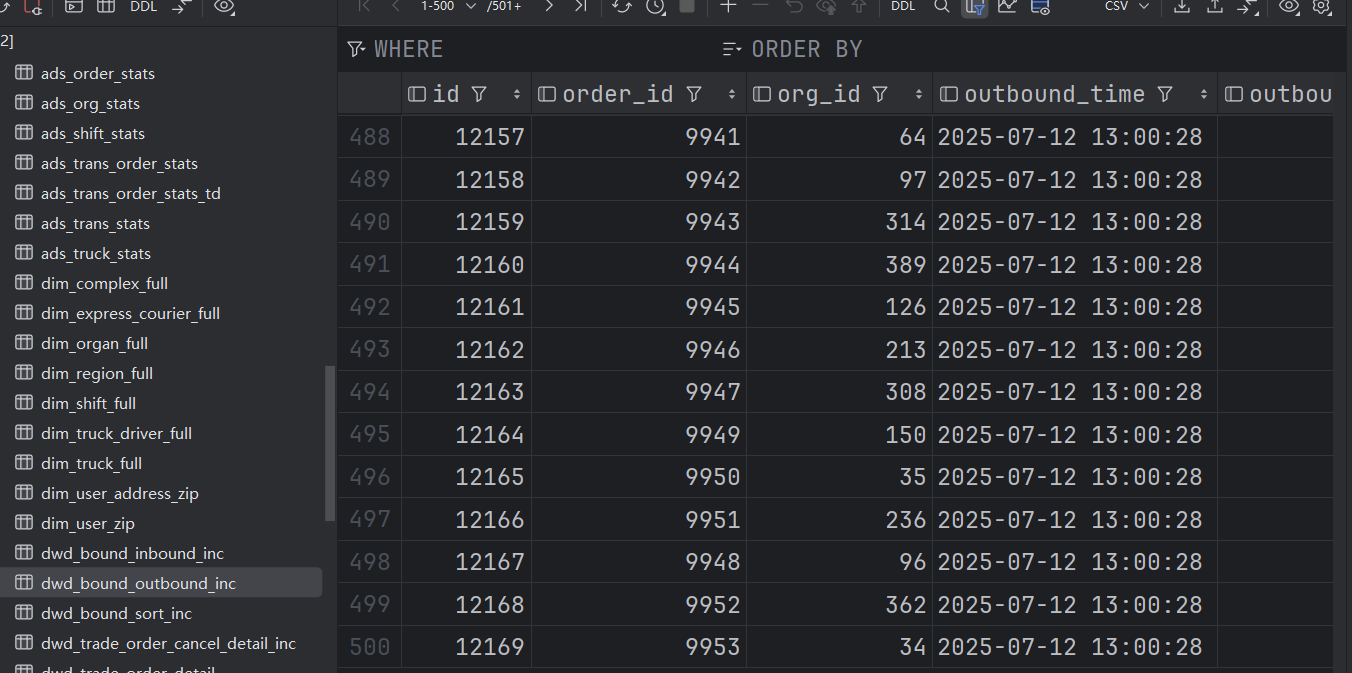 DDL 1-500 /501+ DDL CSV
2]
WHERE ORDER BY
ads_order_stats
ads_org_stats
ads_shift_stats
ads_trans_order_stats
ads_trans_order_stats_td
ads_trans_stats
ads_truck_stats
dim_complex_full
dim_express_courier_full
dim_organ_full
dim_region_full
dim_shift_full
dim_truck_driver_full
dim_truck_full
dim_user_address_zip
dim_user_zip
dwd_bound_inbound_inc
dwd_bound_outbound_inc
dwd_bound_sort_inc
dwd_trade_order_cancel_detail_inc
dwd_trade_order_detail
id order_id org_id outbound_time outbou
488 12157 9941 64 2025-07-12 13:00:28
489 12158 9942 97 2025-07-12 13:00:28
490 12159 9943 314 2025-07-12 13:00:28
491 12160 9944 389 2025-07-12 13:00:28
492 12161 9945 126 2025-07-12 13:00:28
493 12162 9946 213 2025-07-12 13:00:28
494 12163 9947 308 2025-07-12 13:00:28
495 12164 9949 150 2025-07-12 13:00:28
496 12165 9950 35 2025-07-12 13:00:28
497 12166 9951 236 2025-07-12 13:00:28
498 12167 9948 96 2025-07-12 13:00:28
499 12168 9952 362 2025-07-12 13:00:28
500 12169 9953 34 2025-07-12 13:00:28